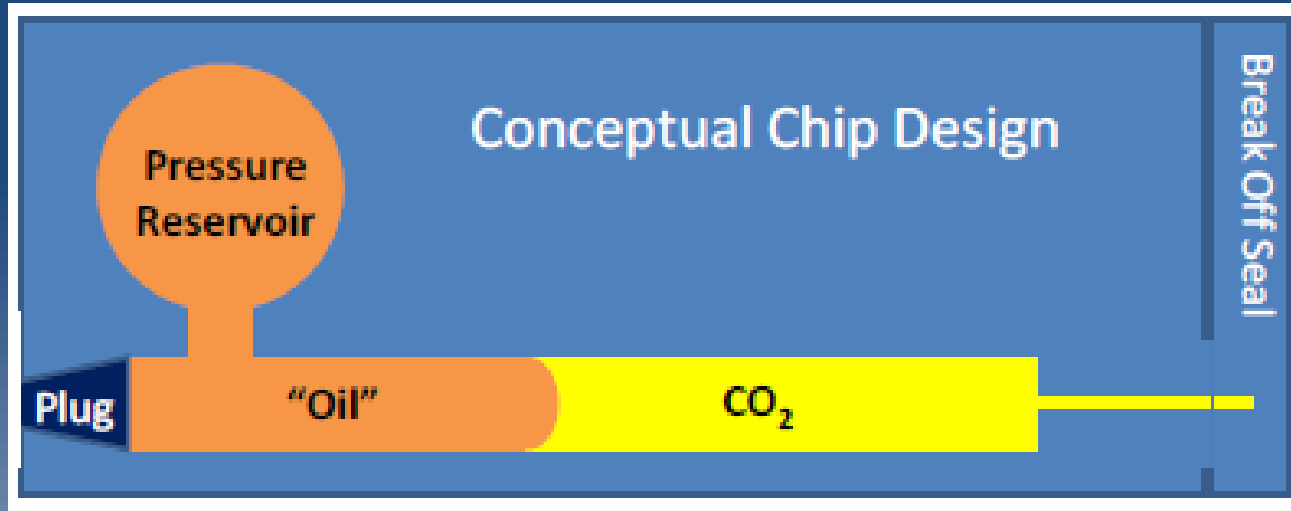 Conceptual Chip Design
Pressure
Reservoir
Plug
“Oil”
CO₂
Break Off Seal